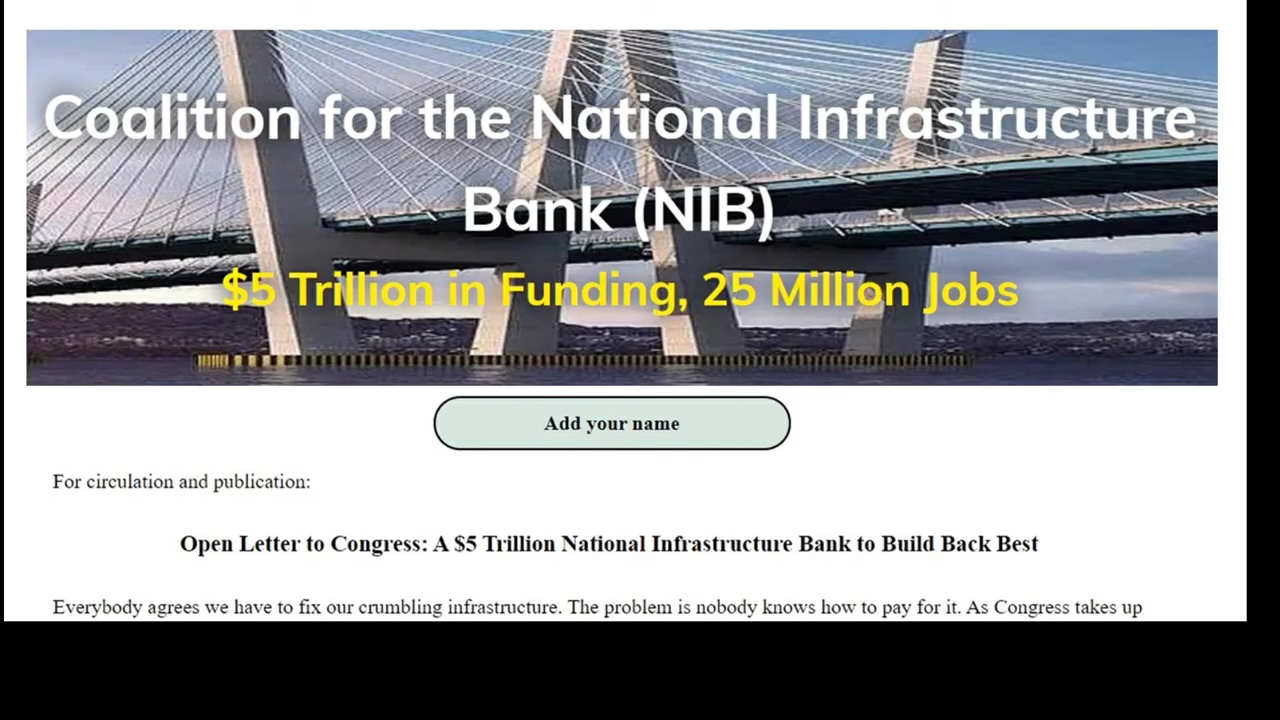 Coalition for the National Infrastructure
Bank (NIB)
$5 Trillion in Funding, 25 Million Jobs
Add your name
For circulation and publication:
Open Letter to Congress: A $5 Trillion National Infrastructure Bank to Build Back Best
Everybody agrees we have to fix our crumbling infrastructure. The problem is nobody knows how to pay for it. As Congress takes up